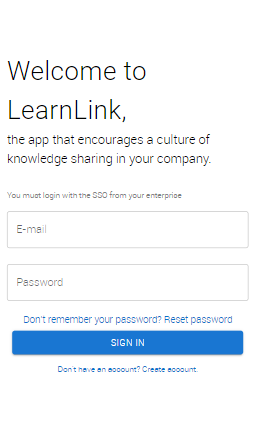 Welcome to
LearnLink,
the app that encourages a culture of
knowledge sharing in your company.
You must login with the SSO from your enterprise
E-mail
Password
Don't remember your password? Reset password
SIGN IN
Don't have an account? Create account.